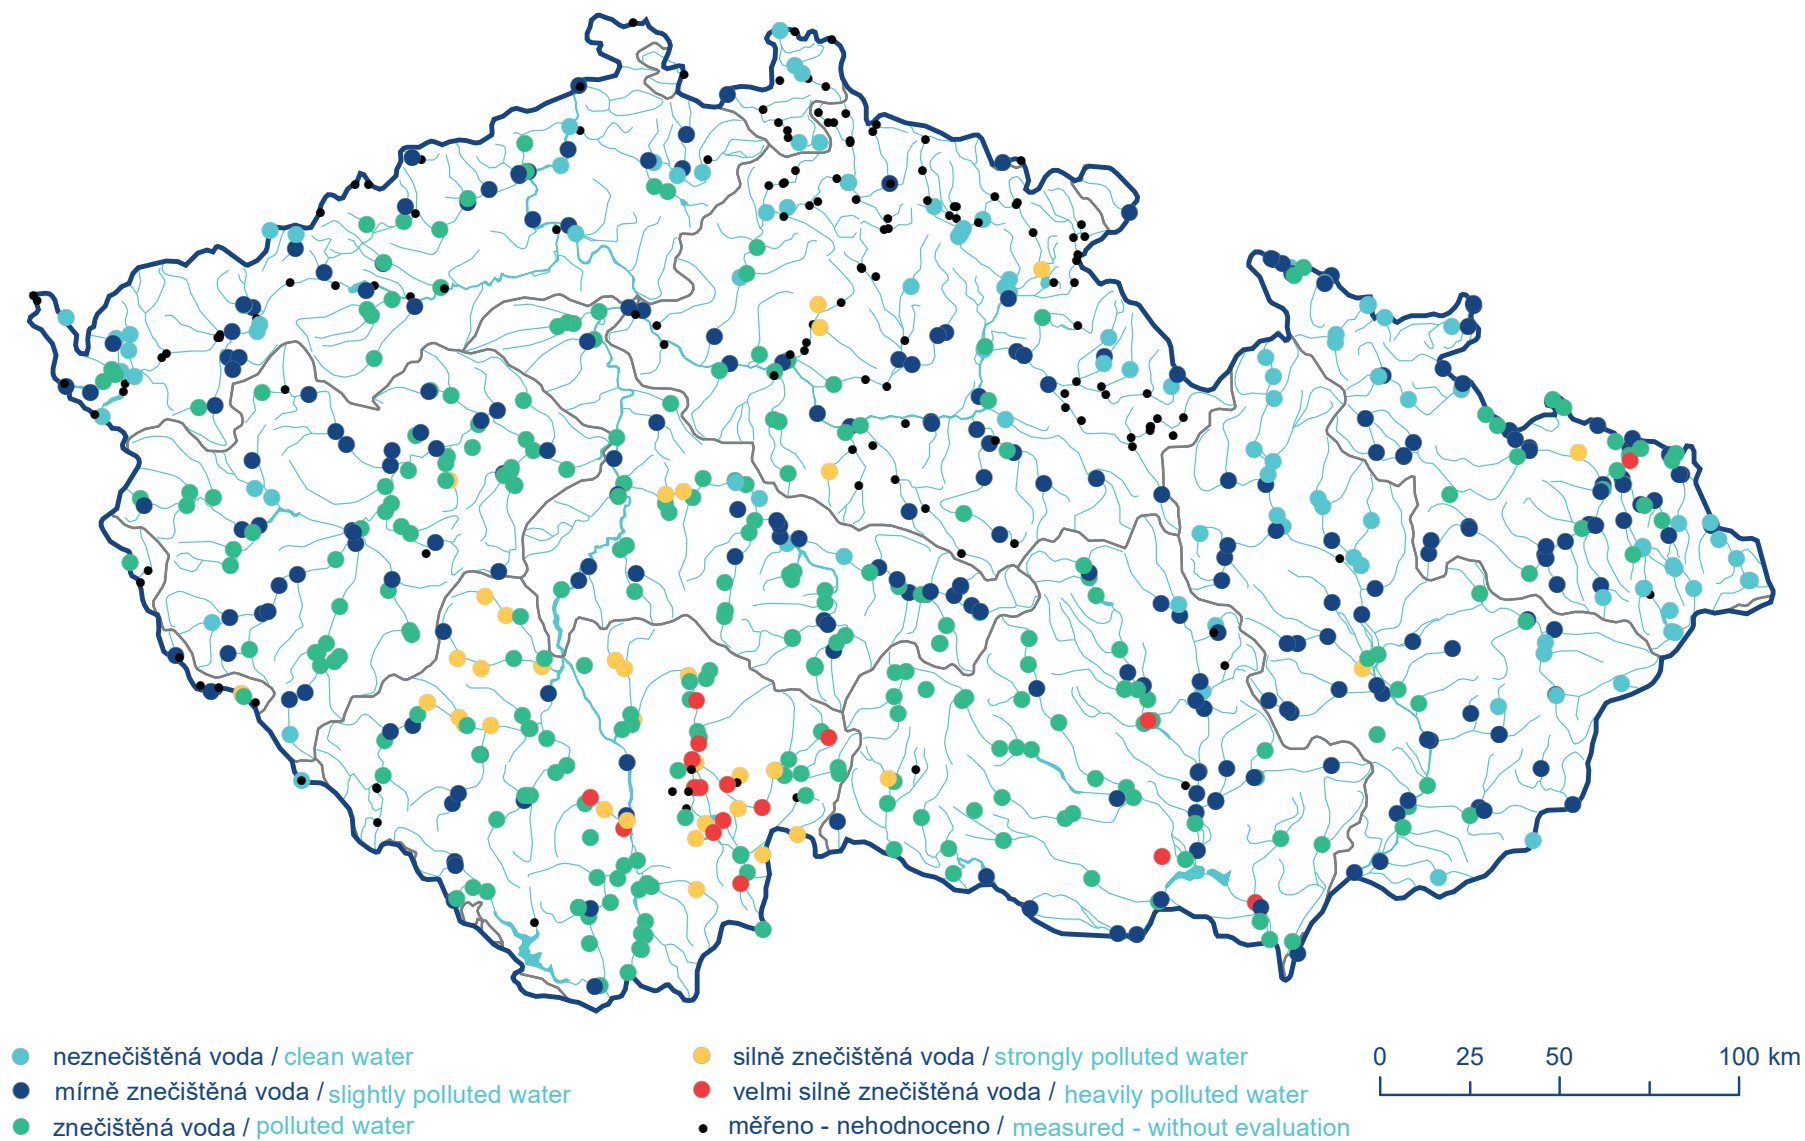 neznečištěná voda / clean water
mírně znečištěná voda / slightly polluted water
znečištěná voda / polluted water
silně znečištěná voda / strongly polluted water
velmi silně znečištěná voda / heavily polluted water
měřeno - nehodnoceno / measured - without evaluation
0 25 50 100 km